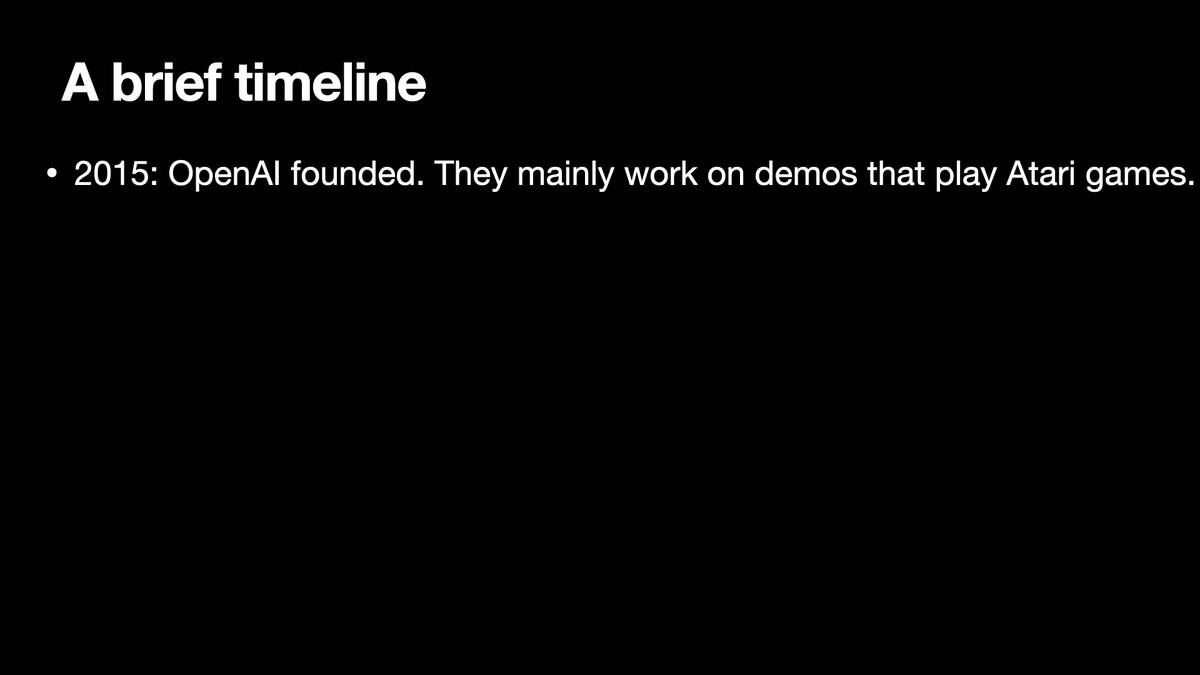 A brief timeline
• 2015: OpenAI founded. They mainly work on demos that play Atari games.